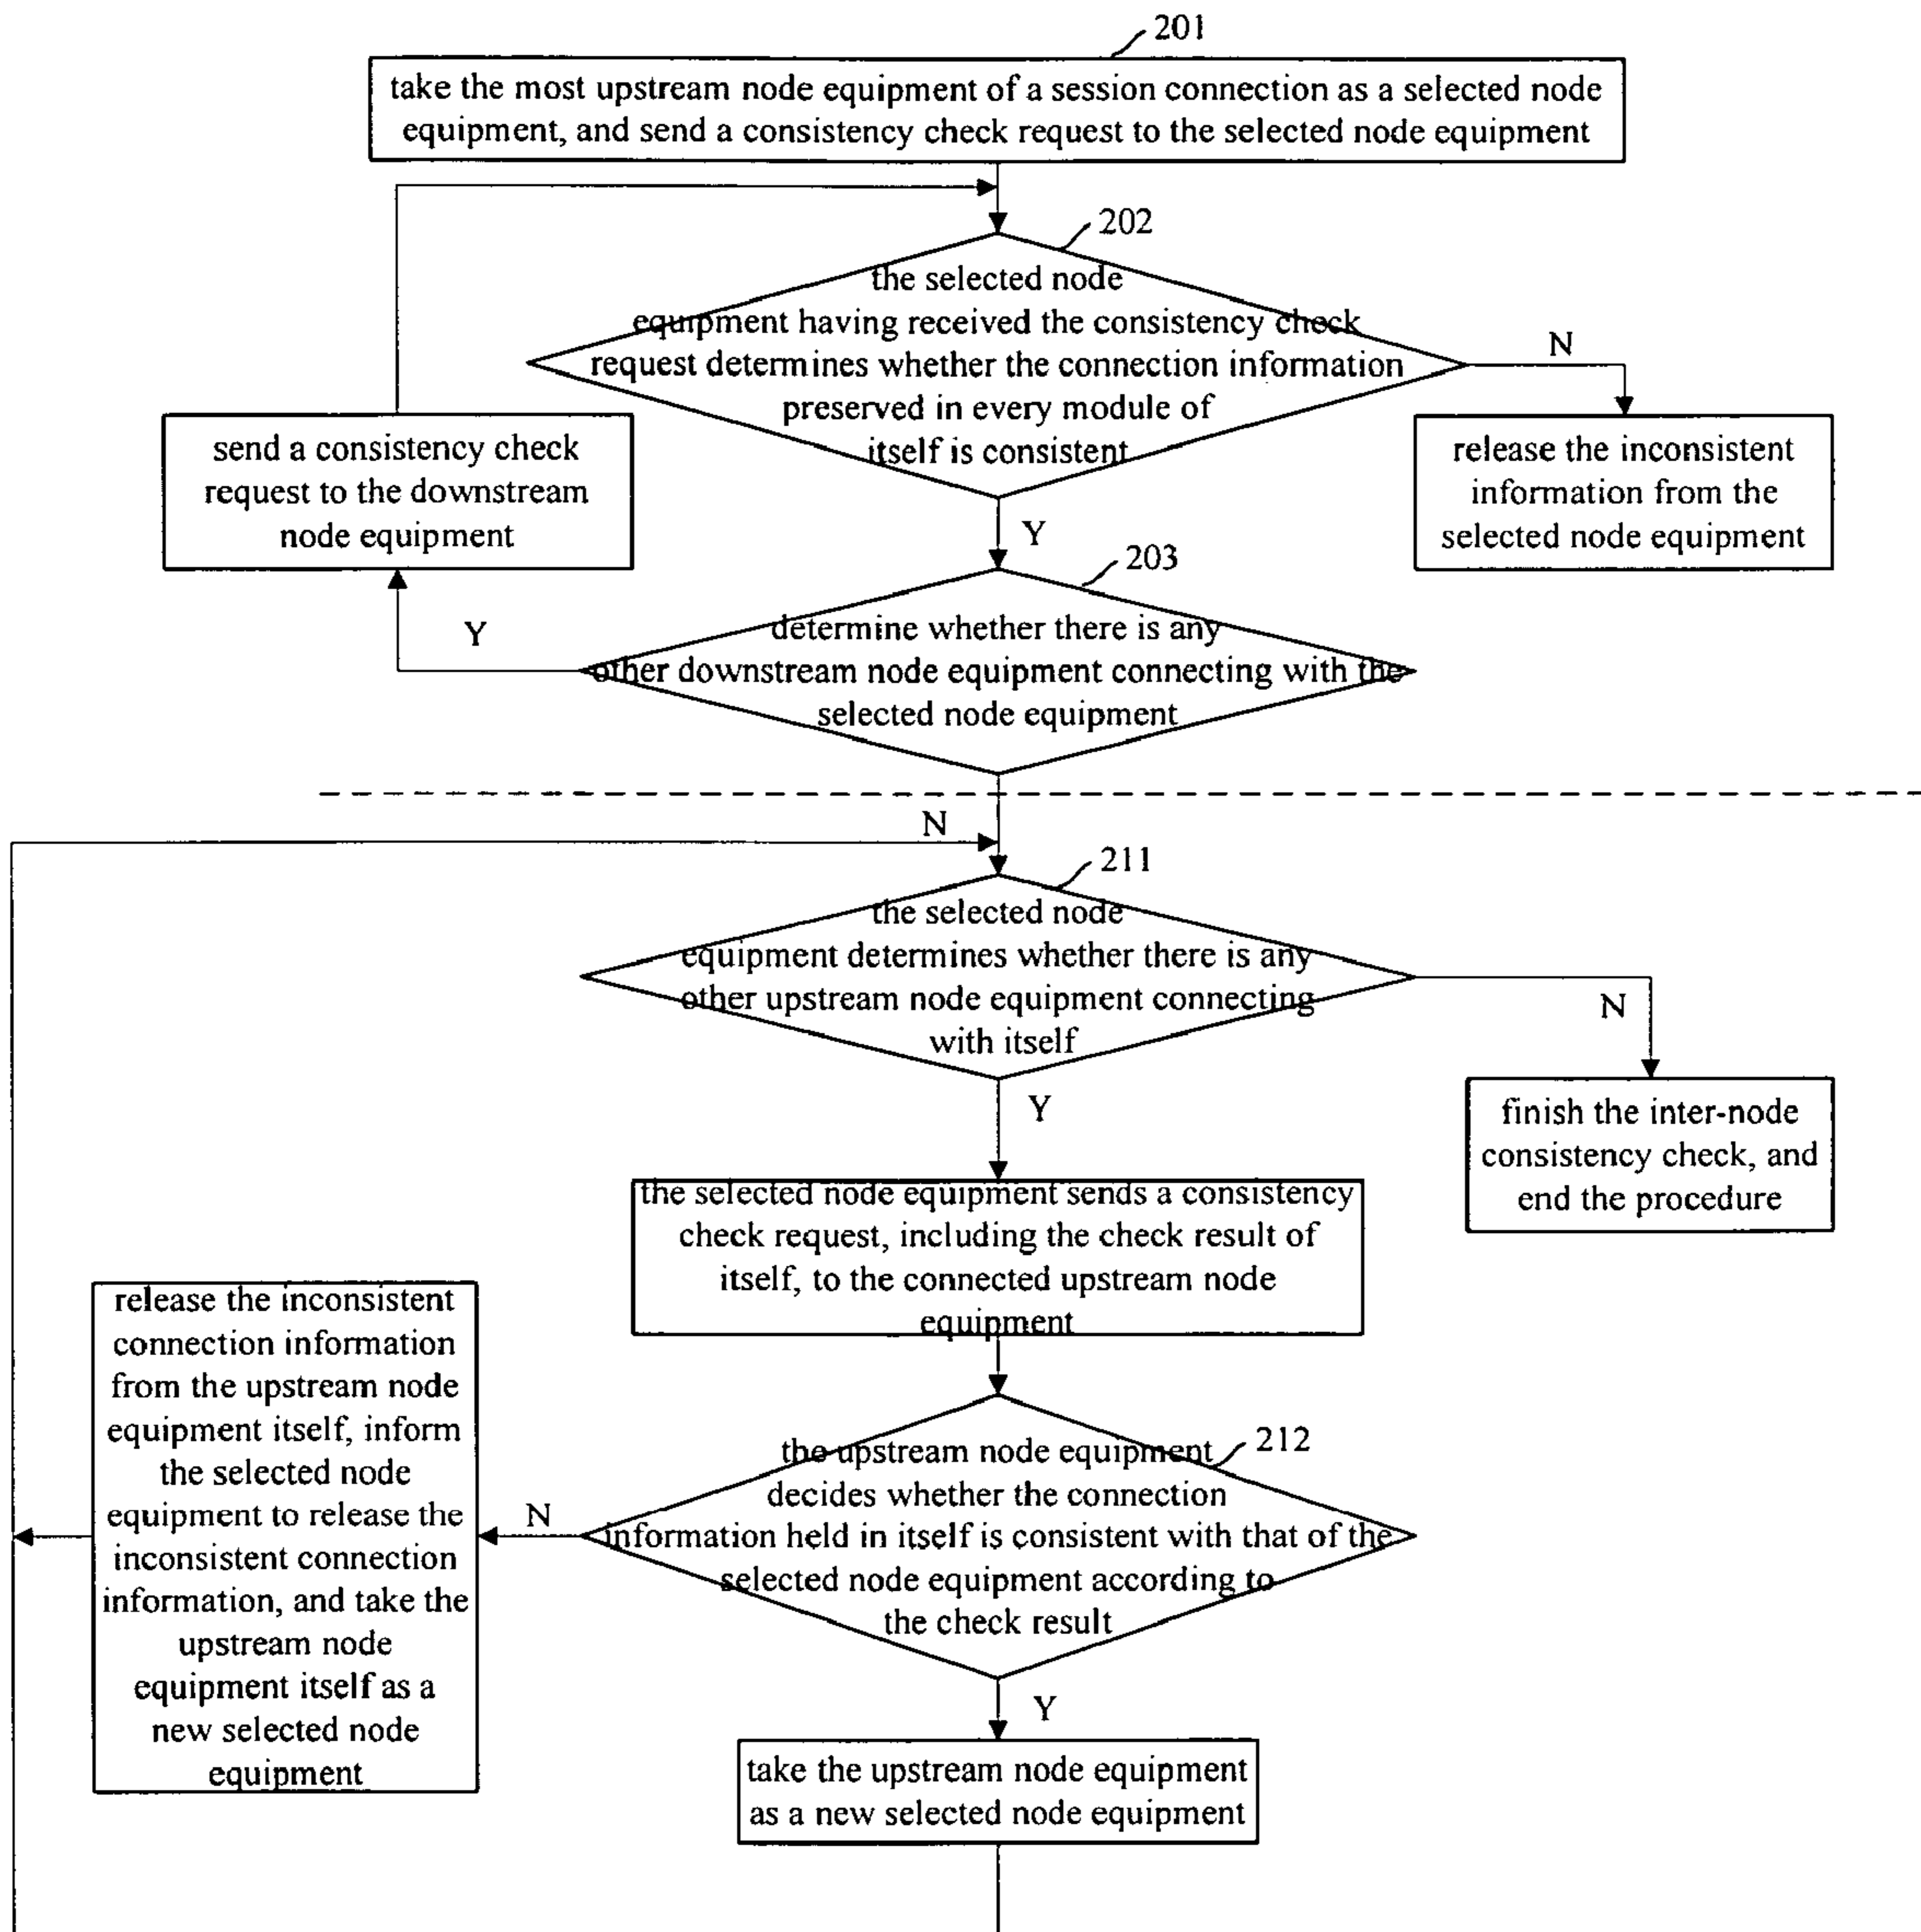 201
take the most upstream node equipment of a session connection as a selected node
equipment, and send a consistency check request to the selected node equipment
202
the selected node
equipment having received the consistency check
request determines whether the connection information
preserved in every module of
itself is consistent
N
release the inconsistent
information from the
selected node equipment
send a consistency check
request to the downstream
node equipment
Y
203
Y
determine whether there is any
other downstream node equipment connecting with the
selected node equipment
N
211
the selected node
equipment determines whether there is any
other upstream node equipment connecting
with itself
N
Y
finish the inter-node
consistency check, and
end the procedure
the selected node equipment sends a consistency
check request, including the check result of
itself, to the connected upstream node
equipment
release the inconsistent
connection information
from the upstream node
equipment itself, inform
the selected node
equipment to release the
inconsistent connection
information, and take the
upstream node
equipment itself as a
new selected node
equipment
N
212
the upstream node equipment
decides whether the connection
information held in itself is consistent with that of the
selected node equipment according to
the check result
Y
take the upstream node equipment
as a new selected node equipment